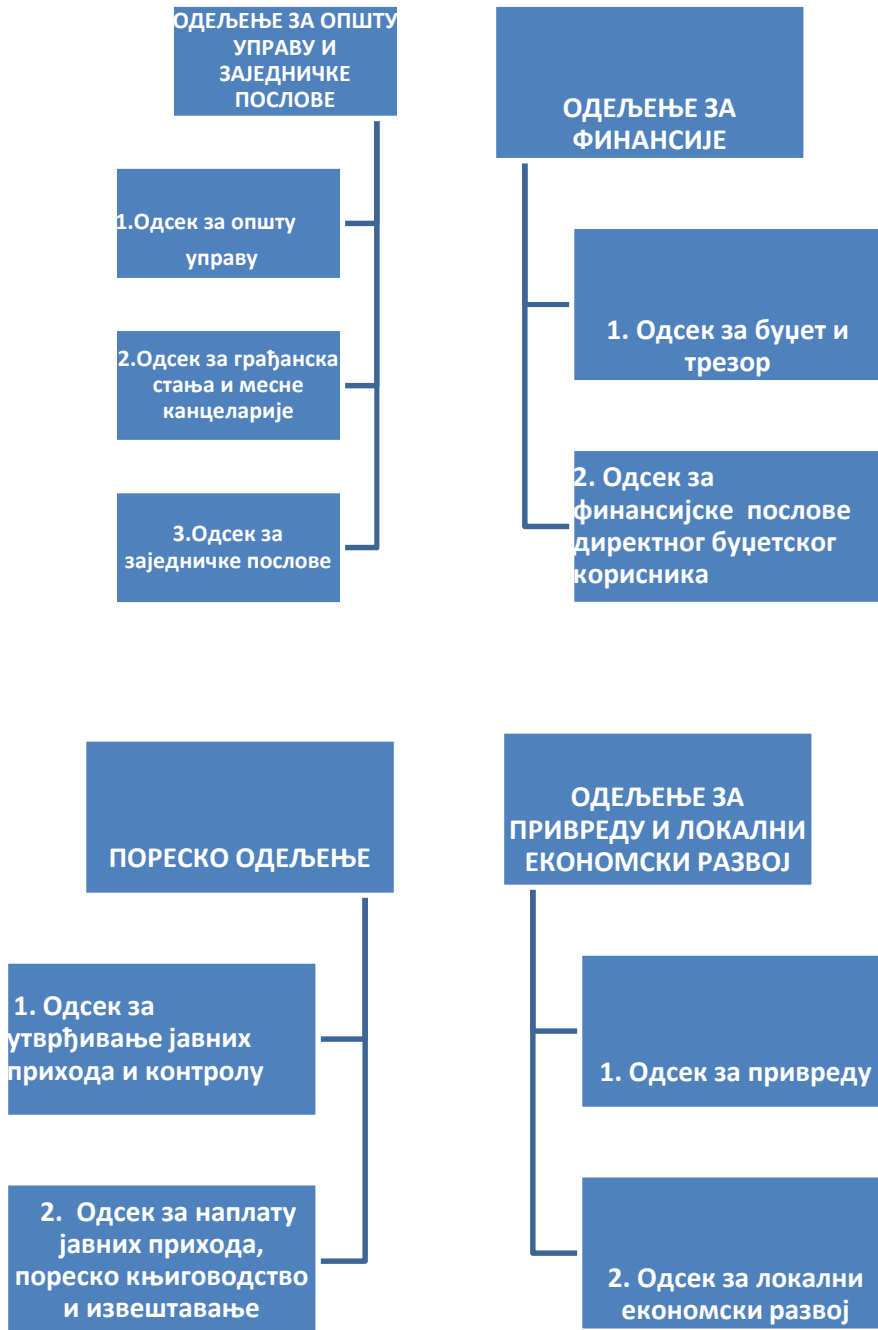 ОДЕЉЕЊЕ ЗА ОПШТУ
УПРАВУ И
ЗАЈЕДНИЧКЕ
ПОСЛОВЕ
1.Одсек за општу
управу
2.Одсек за грађанска
стања и месне
канцеларије
3.Одсек за
заједничке послове
ОДЕЉЕЊЕ ЗА
ФИНАНСИЈЕ
1. Одсек за буџет и
трезор
2. Одсек за
финансијске послове
директног буџетског
корисника
ПОРЕСКО ОДЕЉЕЊЕ
1. Одсек за
утврђивање јавних
прихода и контролу
2. Одсек за наплату
јавних прихода,
пореско књиговодство
и извештавање
ОДЕЉЕЊЕ ЗА
ПРИВРЕДУ И ЛОКАЛНИ
ЕКОНОМСКИ РАЗВОЈ
1. Одсек за привреду
2. Одсек за локални
економски развој